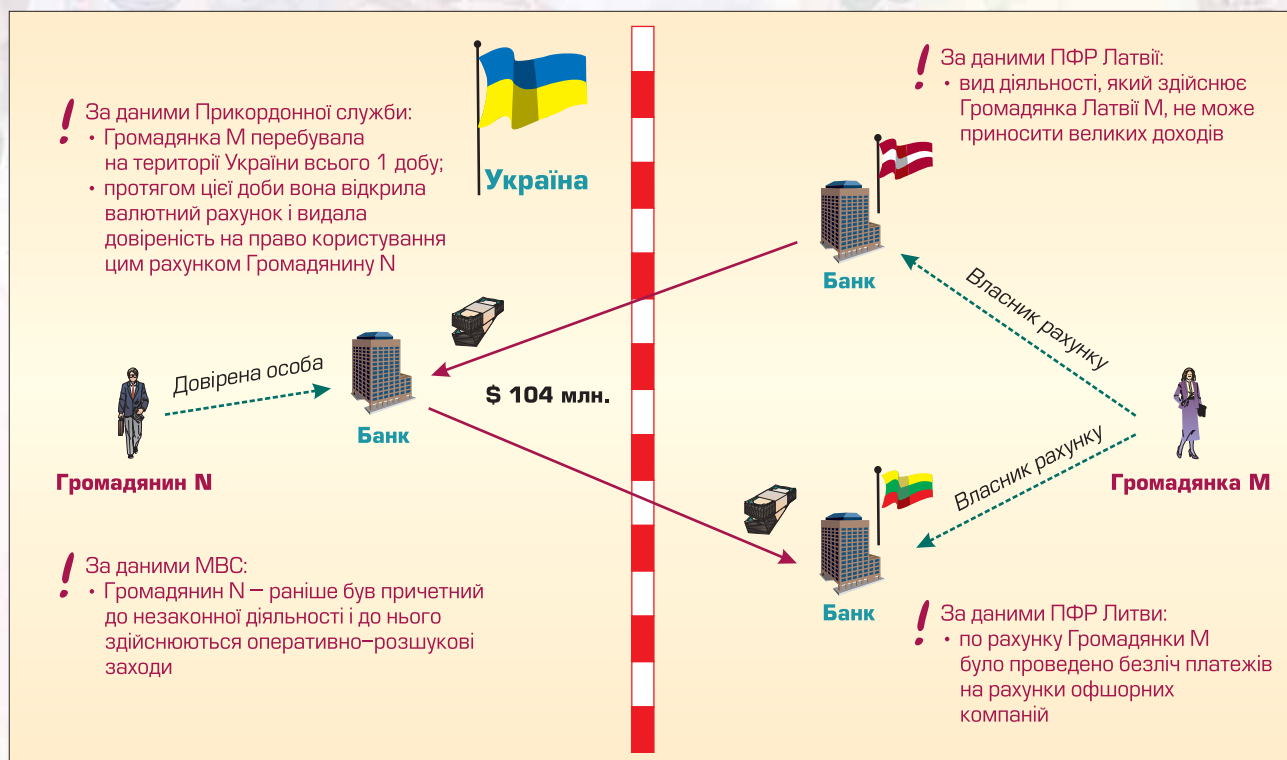 ! За даними Прикордонної служби:
• Громадянка М перебувала
на території України всього 1 добу;
• протягом цієї доби вона відкрила
валютний рахунок і видала
довіреність на право користування
цим рахунком Громадянину N
Україна
! За даними ПФР Латвії:
• вид діяльності, який здійснює
Громадянка Латвії М, не може
приносити великих доходів
Банк
Власник рахунку
Довірена особа
Банк
$ 104 млн.
Громадянин N
Власник рахунку
Громадянка М
Банк
! За даними МВС:
• Громадянин N – раніше був причетний
до незаконної діяльності і до нього
здійснюються оперативно–розшукові
заходи
! За даними ПФР Литви:
• по рахунку Громадянки М
було проведено безліч платежів
на рахунки офшорних
компаній